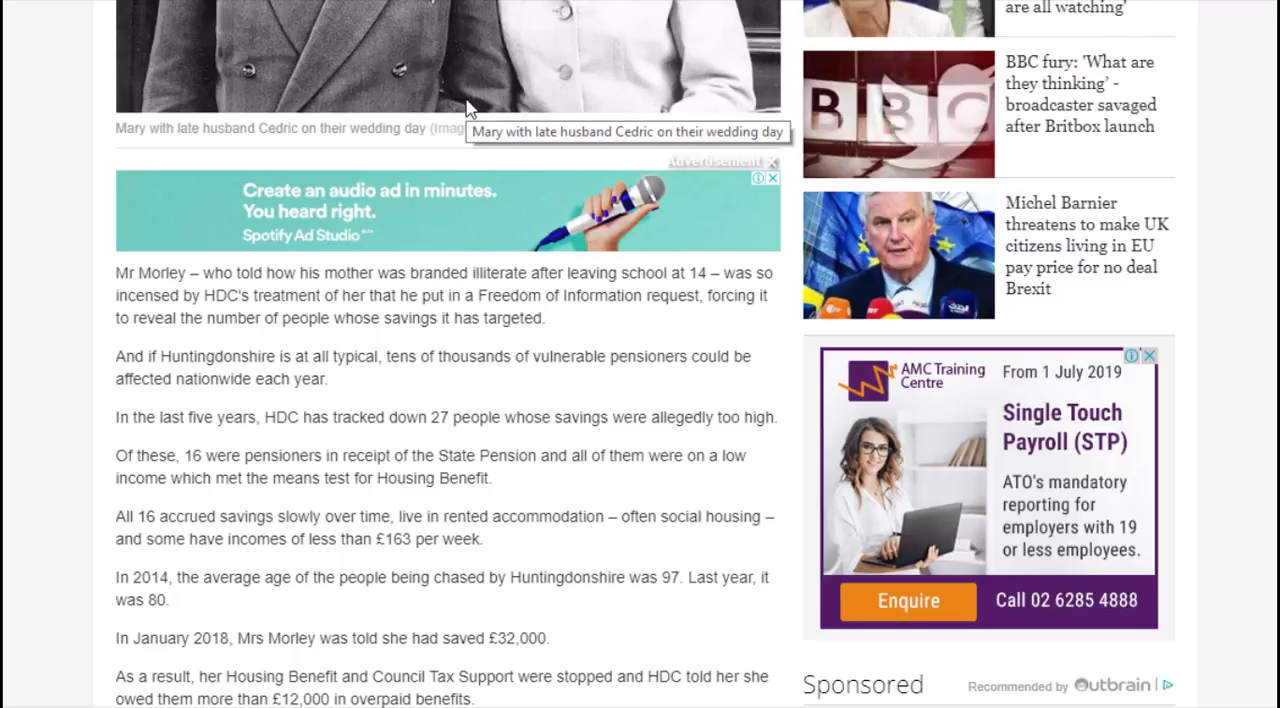 Mary with late husband Cedric on their wedding day (Imag
Mary with late husband Cedric on their wedding day
Advertisement
Create an audio ad in minutes.
You heard right.
Spotify Ad Studio
Mr Morley – who told how his mother was branded illiterate after leaving school at 14 – was so
incensed by HDC's treatment of her that he put in a Freedom of Information request, forcing it
to reveal the number of people whose savings it has targeted.
And if Huntingdonshire is at all typical, tens of thousands of vulnerable pensioners could be
affected nationwide each year.
In the last five years, HDC has tracked down 27 people whose savings were allegedly too high.
Of these, 16 were pensioners in receipt of the State Pension and all of them were on a low
income which met the means test for Housing Benefit.
All 16 accrued savings slowly over time, live in rented accommodation – often social housing –
and some have incomes of less than £163 per week.
In 2014, the average age of the people being chased by Huntingdonshire was 97. Last year, it
was 80.
In January 2018, Mrs Morley was told she had saved £32,000.
As a result, her Housing Benefit and Council Tax Support were stopped and HDC told her she
owed them more than £12,000 in overpaid benefits.
are all watching'
BBC
BBC fury: 'What are
they thinking' -
broadcaster savaged
after Britbox launch
Michel Barnier
threatens to make UK
citizens living in EU
pay price for no deal
Brexit
AMC Training
Centre
From 1 July 2019
Single Touch
Payroll (STP)
ATO's mandatory
reporting for
employers with 19
or less employees.
Enquire
Call 02 6285 4888
Sponsored
Recommended by Outbrain